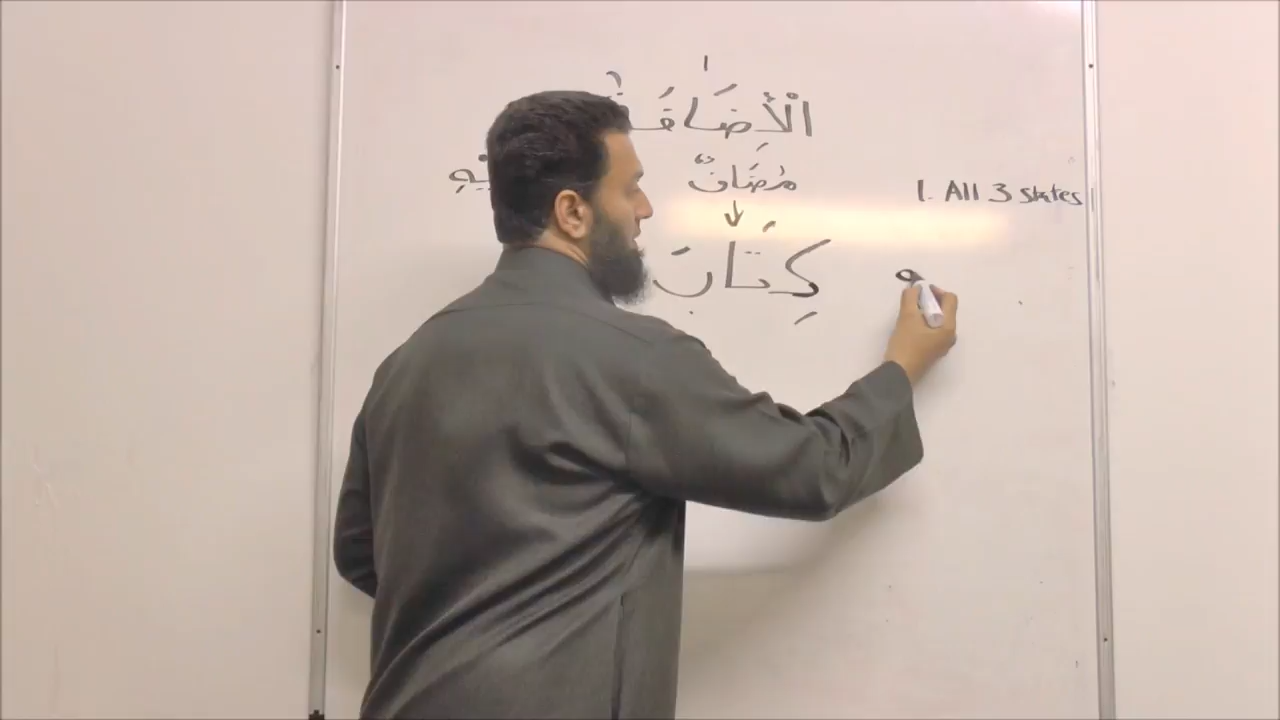 الْإِضَافَ
مُضَافٌ يْهِ
1. All 3 states
كِتَابَ